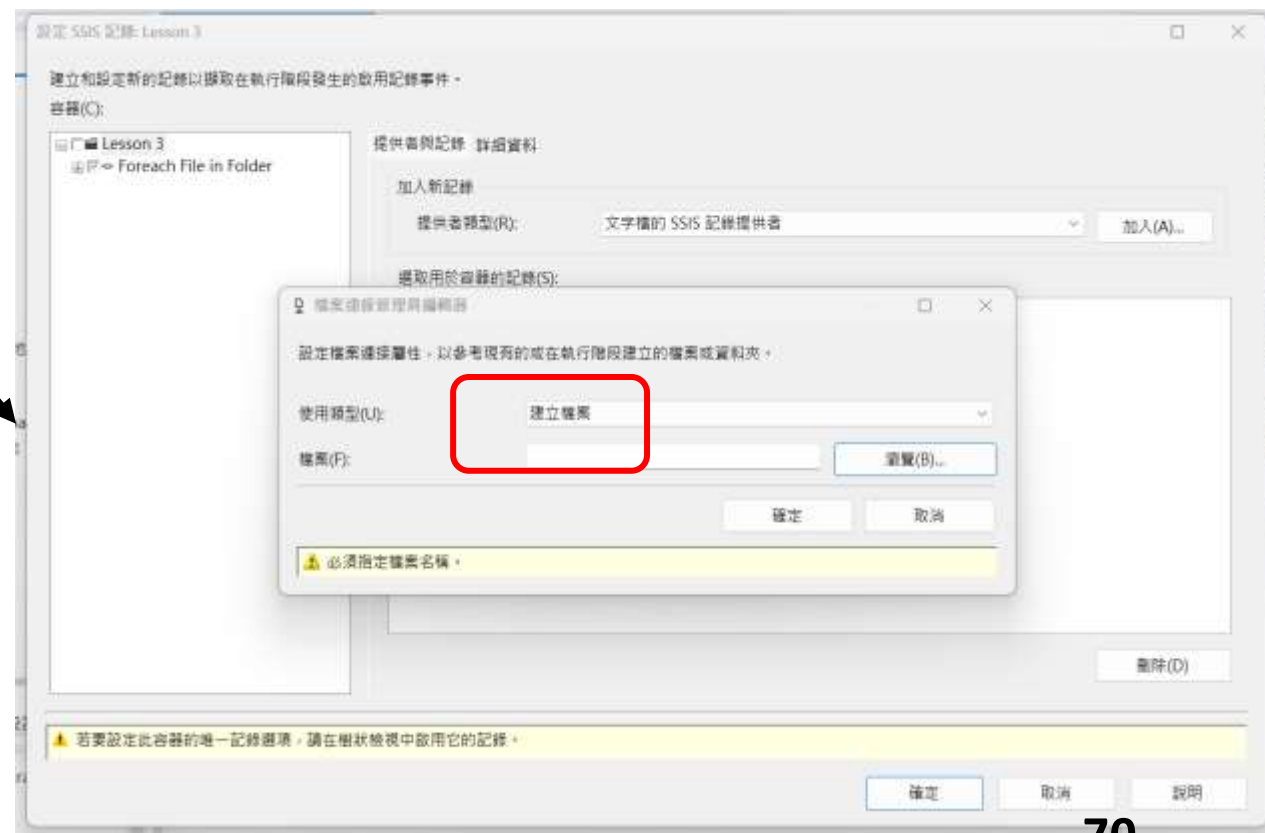 設定 SSIS 記錄: Lesson 3
建立和設定新的記錄以擷取在執行階段發生的啟用記錄事件。
容器(C):
Lesson 3
Foreach File in Folder
提供者與記錄 詳細資料
加入新記錄
提供者類型(R): 文字檔的 SSIS 記錄提供者 加入(A)...
選取用於容器的記錄(S):
檔案連接管理員編輯器
設定檔案連接屬性，以參考現有的或在執行階段建立的檔案或資料夾。
使用類型(U): 建立檔案
檔案(F): 瀏覽(B)...
確定 取消
必須指定檔案名稱。
刪除(D)
若要設定此容器的唯一記錄選項，請在樹狀檢視中啟用它的記錄。
確定 取消 說明